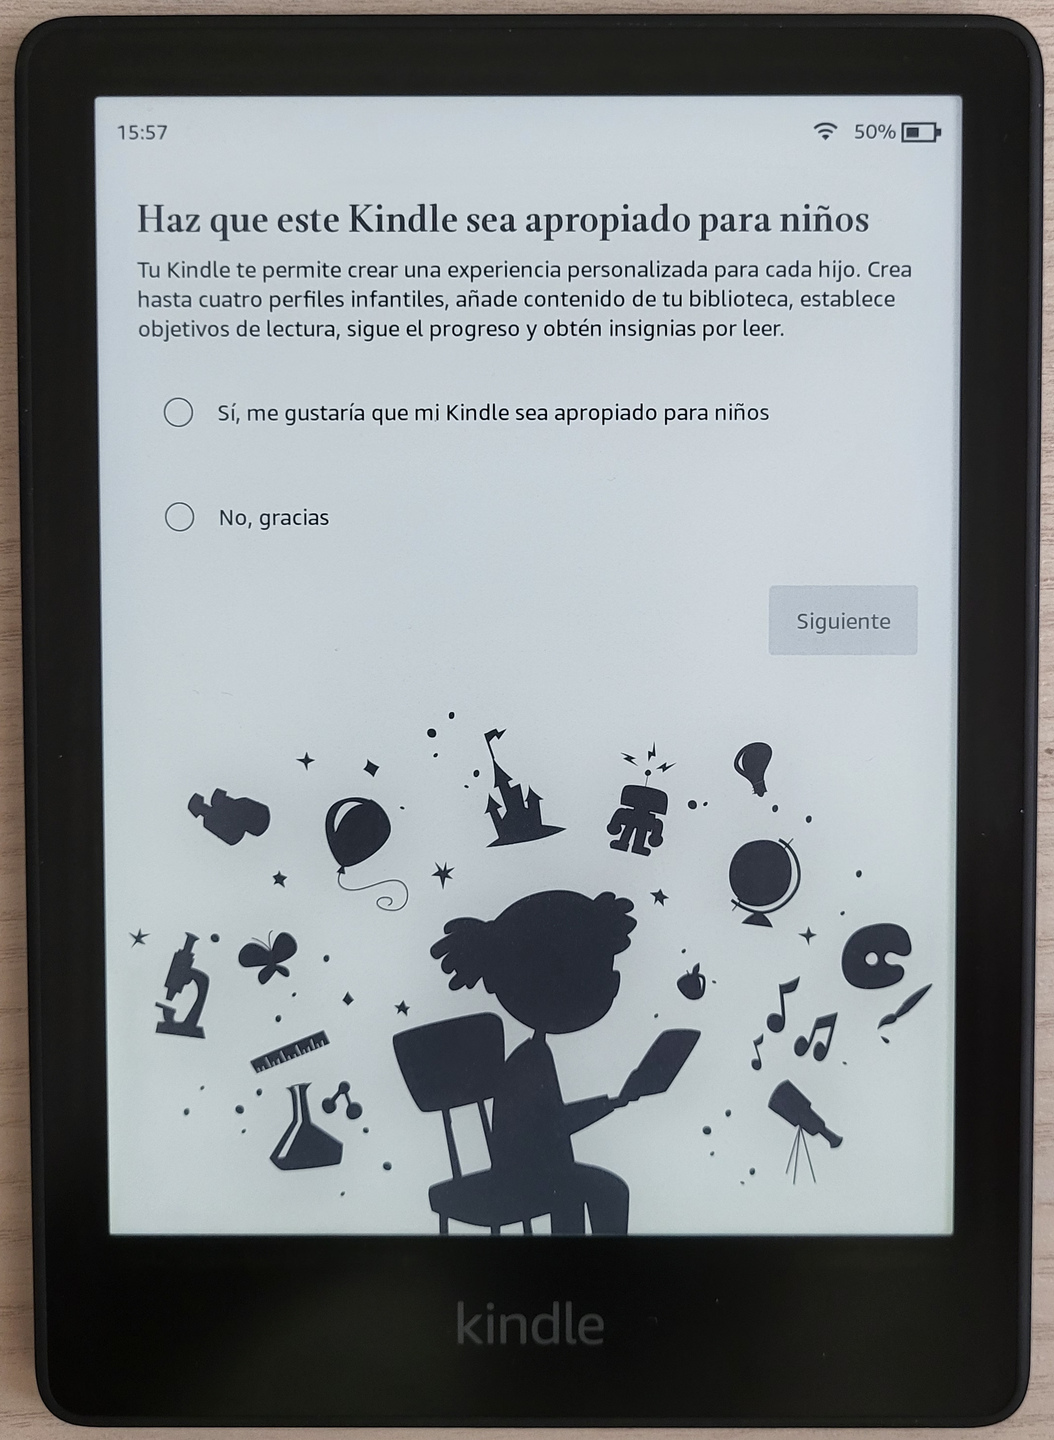 15:57
50%
Haz que este Kindle sea apropiado para niños
Tu Kindle te permite crear una experiencia personalizada para cada hijo. Crea
hasta cuatro perfiles infantiles, añade contenido de tu biblioteca, establece
objetivos de lectura, sigue el progreso y obtén insignias por leer.
Sí, me gustaría que mi Kindle sea apropiado para niños
No, gracias
Siguiente
kindle